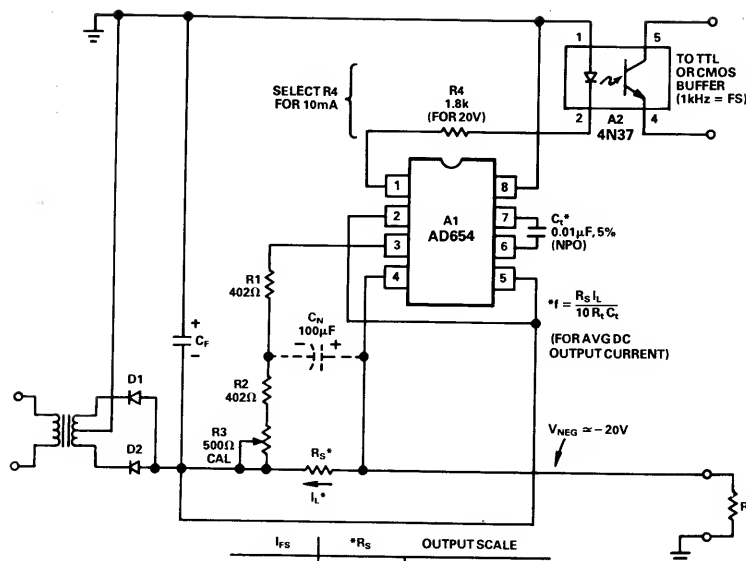 SELECT R4
FOR 10mA
R4
1.8k
(FOR 20V)
1
5
2
4
A2
4N37
TO TTL
OR CMOS
BUFFER
(1kHz = FS)
A1
AD654
1
2
3
4
8
7
6
5
Ct*
0.01μF, 5%
(NPO)
R1
402Ω
CN
100μF
- +
*f = RS IL / 10 Rt Ct
(FOR AVG DC
OUTPUT CURRENT)
+
CF
-
D1
D2
R2
402Ω
R3
500Ω
CAL
RS*
IL*
VNEG ≃ -20V
R
IFS *RS OUTPUT SCALE